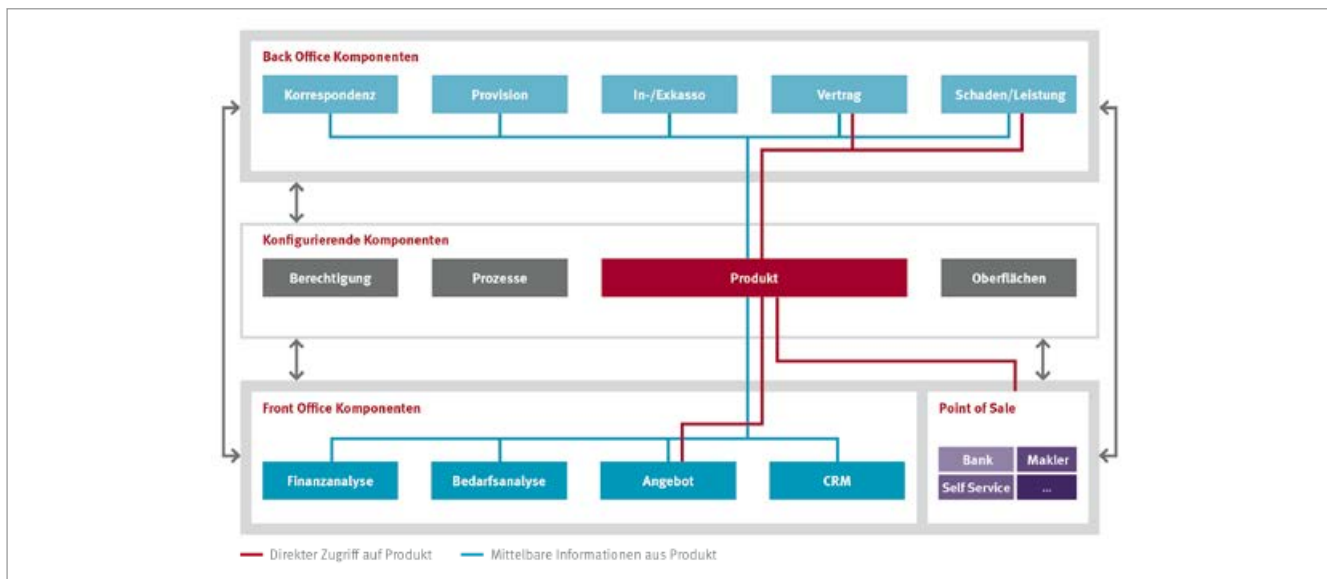 Back Office Komponenten
Korrespondenz
Provision
In-/Exkasso
Vertrag
Schaden/Leistung
Konfigurierende Komponenten
Berechtigung
Prozesse
Produkt
Oberflächen
Front Office Komponenten
Finanzanalyse
Bedarfsanalyse
Angebot
CRM
Point of Sale
Bank
Makler
Self Service
...
Direkter Zugriff auf Produkt
Mittelbare Informationen aus Produkt